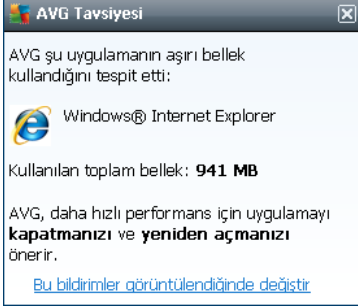 AVG Tavsiyesi
AVG şu uygulamanın aşırı bellek
kullandığını tespit etti:
Windows® Internet Explorer
Kullanılan toplam bellek: 941 MB
AVG, daha hızlı performans için uygulamayı
kapatmanızı ve yeniden açmanızı
önerir.
Bu bildirimler görüntülendiğinde değiştir